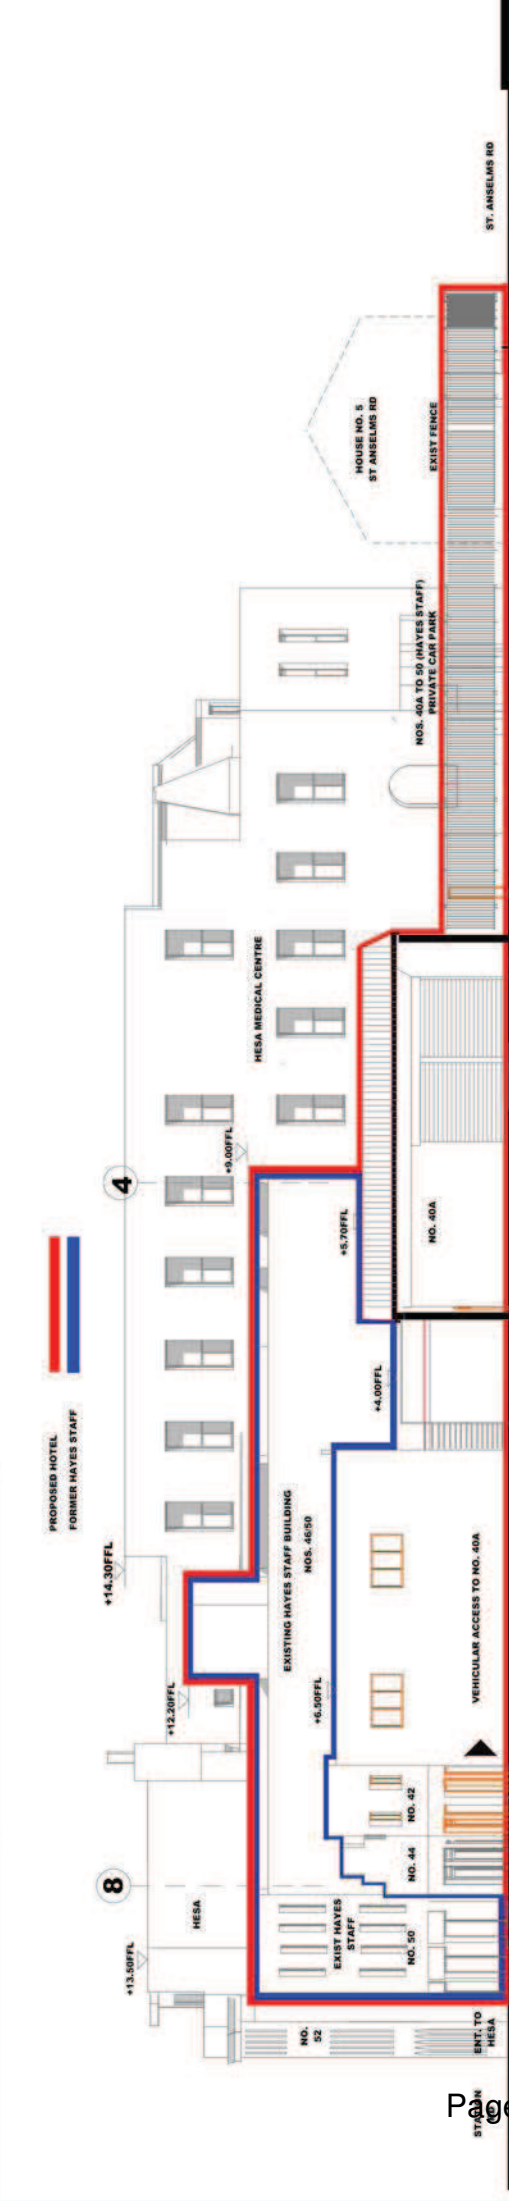 PROPOSED HOTEL
FORMER HAYES STAFF
+13.50FFL
8
+12.20FFL
+14.30FFL
4
HESA
+9.00FFL
HESA MEDICAL CENTRE
NO.
52
EXIST HAYES
STAFF
NO. 50
+6.50FFL
EXISTING HAYES STAFF BUILDING
NOS. 46/50
+5.70FFL
+4.00FFL
NO. 44
NO. 42
NO. 40A
HOUSE NO. 5
ST ANSELMS RD
NOS. 40A TO 50 (HAYES STAFF)
PRIVATE CAR PARK
EXIST FENCE
ENT. TO
HESA
VEHICULAR ACCESS TO NO. 40A
ST. ANSELMS RD
Page